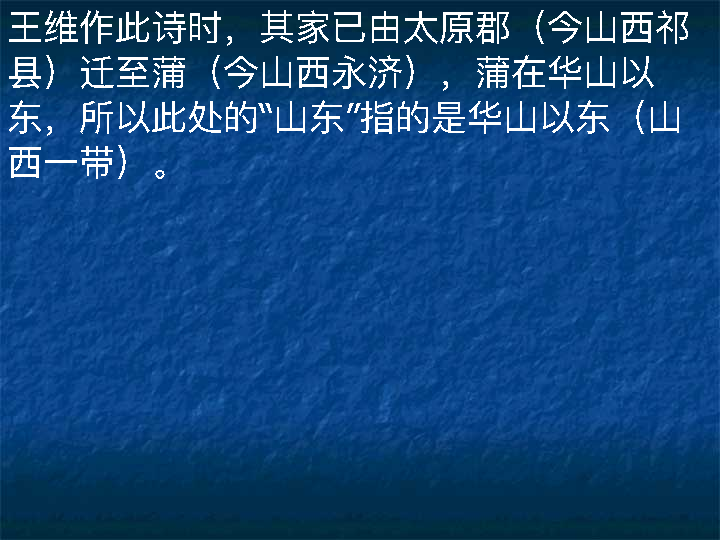 王维作此诗时，其家已由太原郡（今山西祁
县）迁至蒲（今山西永济），蒲在华山以
东，所以此处的“山东”指的是华山以东（山
西一带）。